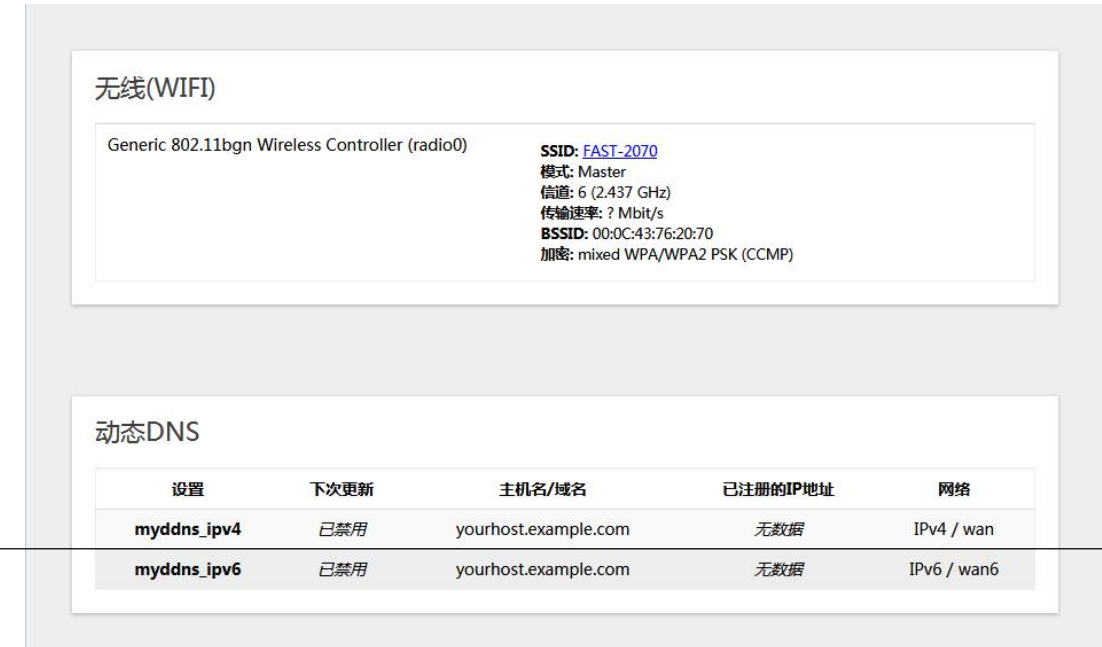 无线(WIFI)
Generic 802.11bgn Wireless Controller (radio0)
SSID: FAST-2070
模式: Master
信道: 6 (2.437 GHz)
传输速率: ? Mbit/s
BSSID: 00:0C:43:76:20:70
加密: mixed WPA/WPA2 PSK (CCMP)
动态DNS
设置 下次更新 主机名/域名 已注册的IP地址 网络
myddns_ipv4 已禁用 yourhost.example.com 无数据 IPv4 / wan
myddns_ipv6 已禁用 yourhost.example.com 无数据 IPv6 / wan6